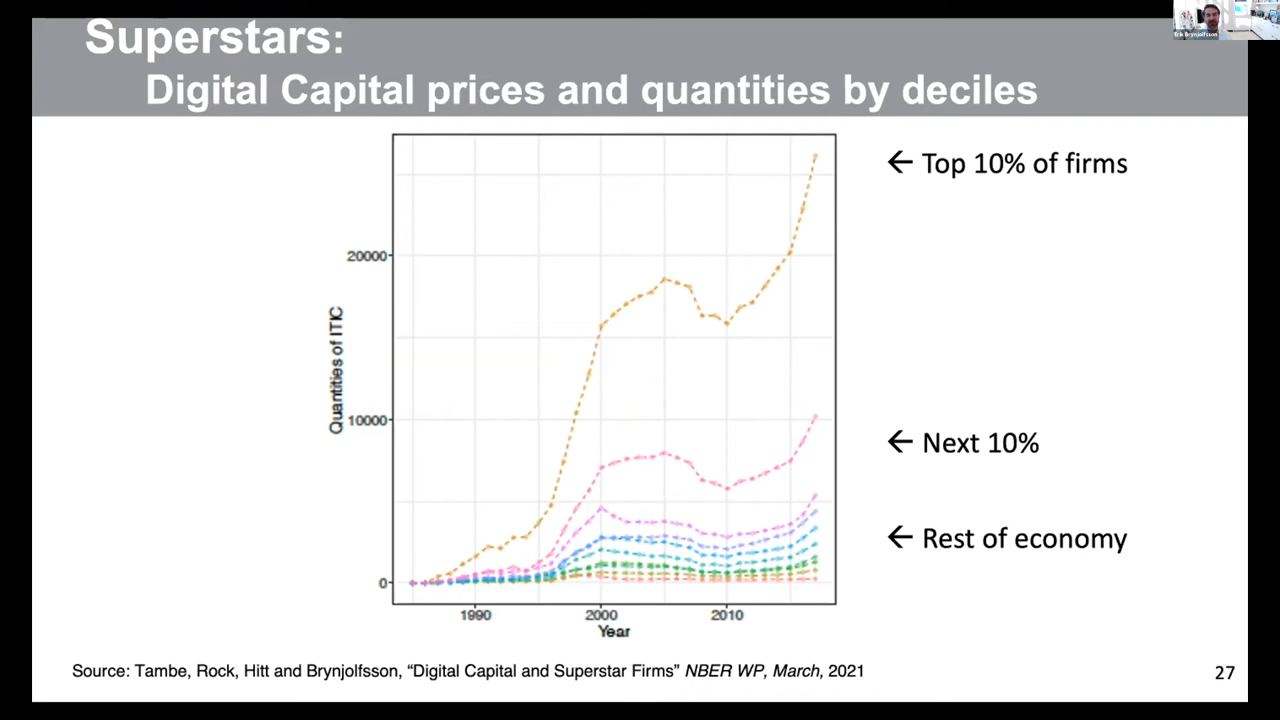 Superstars:
Digital Capital prices and quantities by deciles
Erik Brynjolfsson
← Top 10% of firms
20000
Quantities of ITIC
10000
← Next 10%
← Rest of economy
0
1990
2000
2010
Year
Source: Tambe, Rock, Hitt and Brynjolfsson, “Digital Capital and Superstar Firms” NBER WP, March, 2021
27